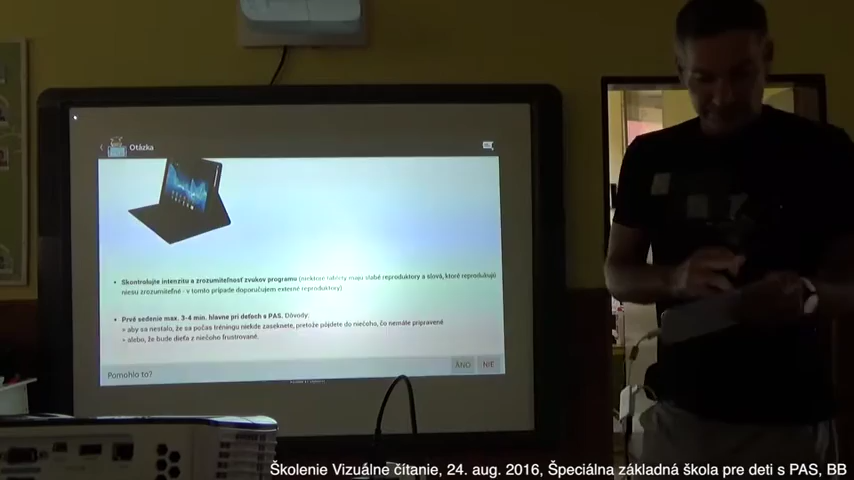 Otázka
• Skontrolujte intenzitu a zrozumiteľnosť zvukov programu (niektoré tablety majú slabé reproduktory a slová, ktoré reprodukujú
niesu zrozumiteľné - v tomto prípade doporučujem externé reproduktory)
• Prvé sedenie max. 3-4 min. hlavne pri deťoch s PAS. Dôvody:
aby sa nestalo, že sa počas tréningu niekde zaseknete, pretože pôjdete do niečoho, čo nemáte pripravené
alebo, že bude dieťa z niečoho frustrované.
Pomohlo to?
ÁNO NIE
Školenie Vizuálne čítanie, 24. aug. 2016, Špeciálna základná škola pre deti s PAS, BB